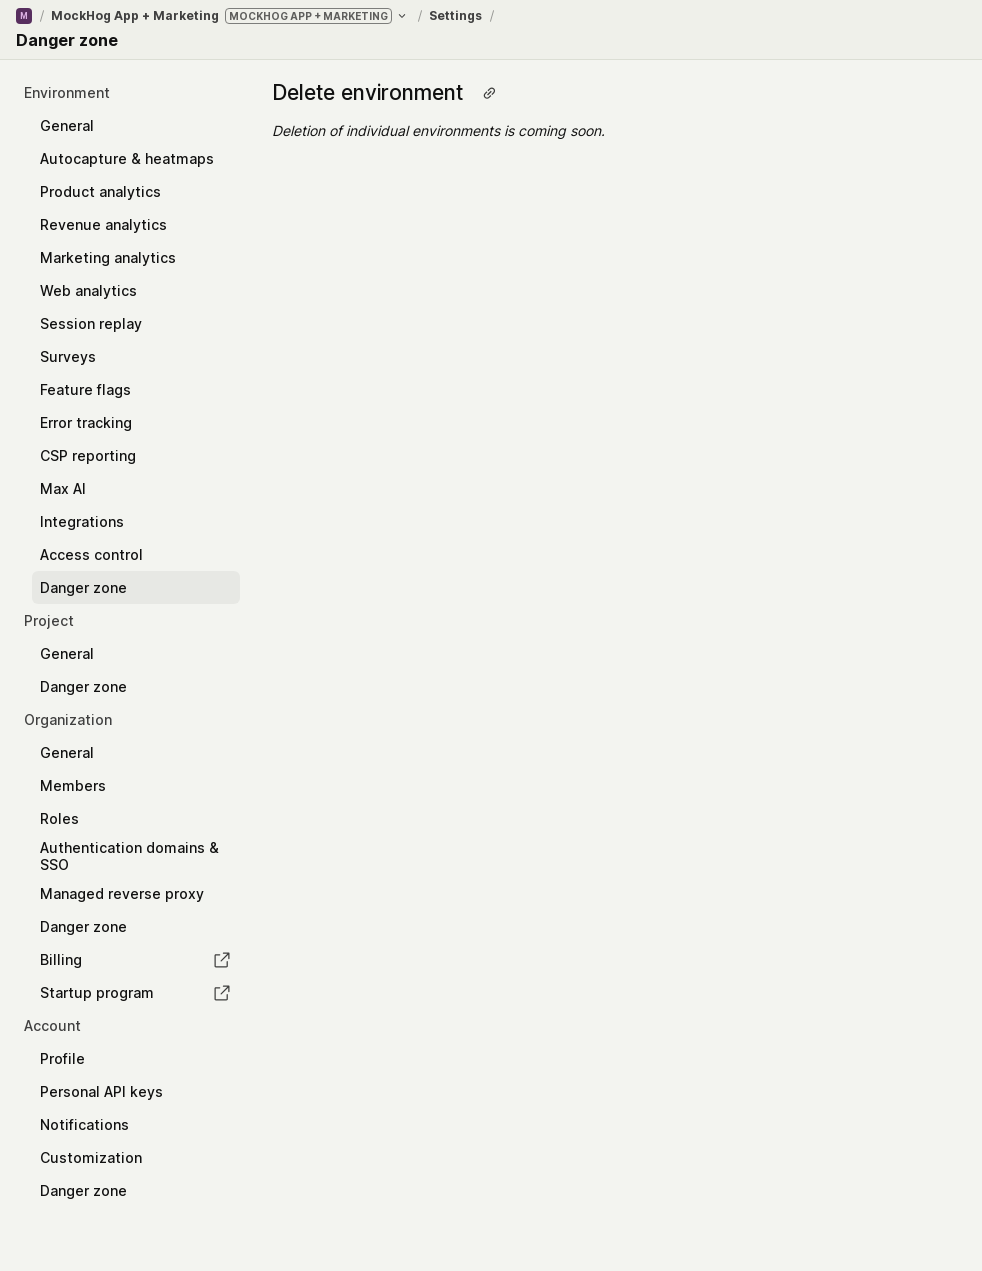 M / MockHog App + Marketing MOCKHOG APP + MARKETING / Settings /
Danger zone
Environment
General
Autocapture & heatmaps
Product analytics
Revenue analytics
Marketing analytics
Web analytics
Session replay
Surveys
Feature flags
Error tracking
CSP reporting
Max AI
Integrations
Access control
Danger zone
Project
General
Danger zone
Organization
General
Members
Roles
Authentication domains &
SSO
Managed reverse proxy
Danger zone
Billing
Startup program
Account
Profile
Personal API keys
Notifications
Customization
Danger zone
Delete environment
Deletion of individual environments is coming soon.